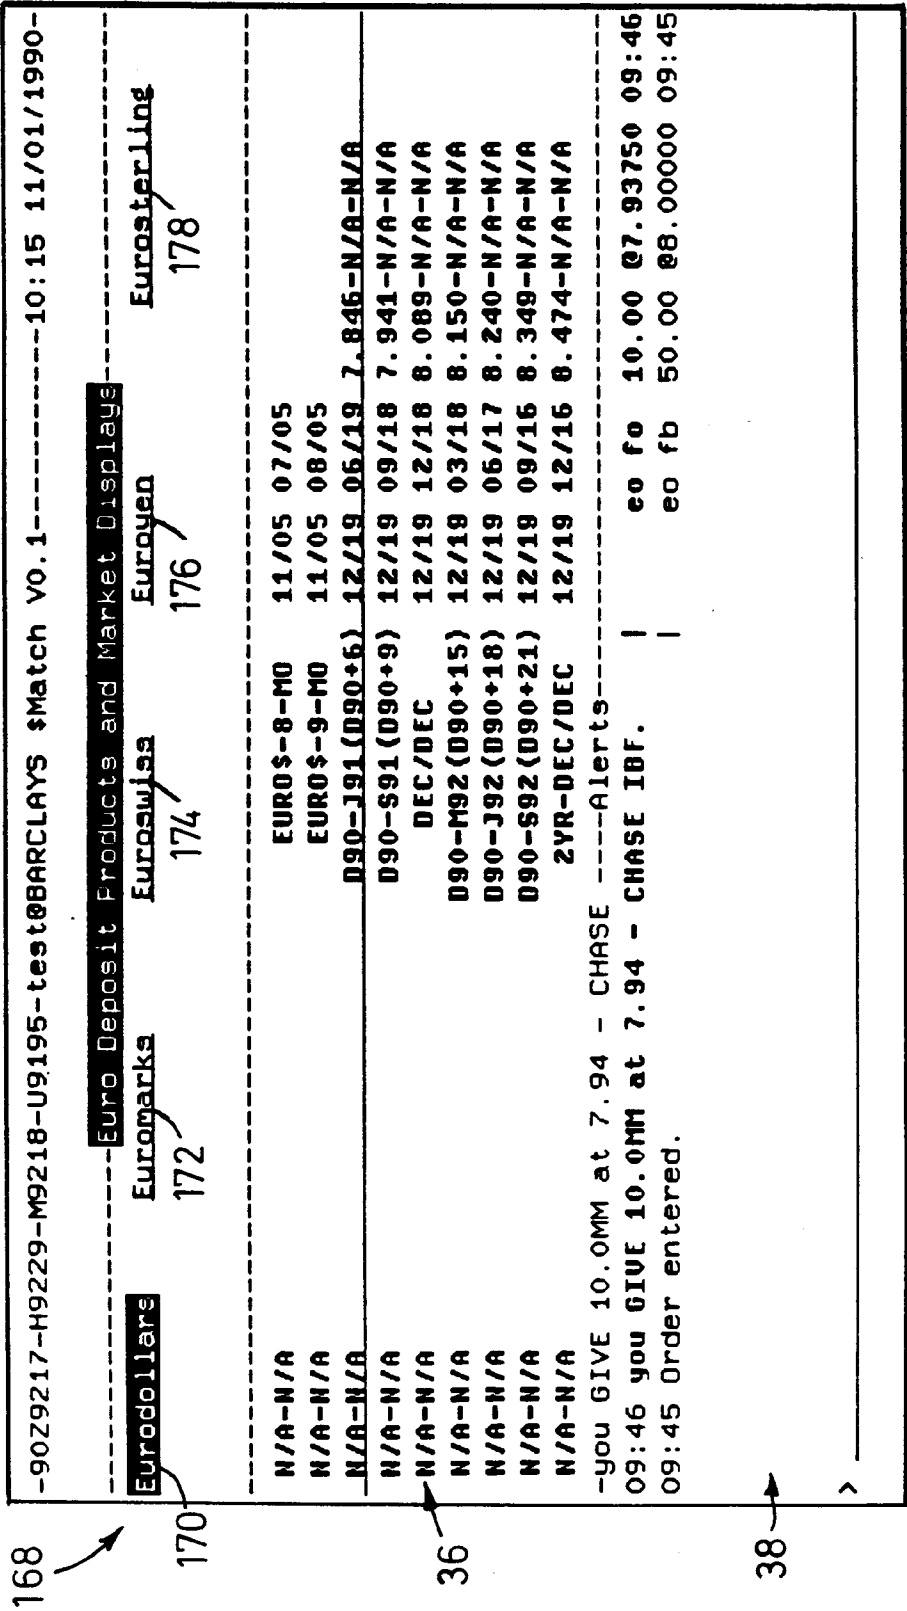 -90Z9217-H9229-M9218-U9195-test@BARCLAYS $Match V0.1----------10:15 11/01/1990-
Euro Deposit Products and Market Displays
Eurodollars Euromarks Euroswiss Euroyen Eurosterling
168
170 172 174 176 178
N/A-N/A EURO$-8-MO 11/05 07/05
N/A-N/A EURO$-9-MO 11/05 08/05
N/A-N/A D90-J91(D90+6) 12/19 06/19 7.846-N/A-N/A
N/A-N/A D90-S91(D90+9) 12/19 09/18 7.941-N/A-N/A
N/A-N/A DEC/DEC 12/19 12/18 8.089-N/A-N/A
N/A-N/A D90-M92(D90+15) 12/19 03/18 8.150-N/A-N/A
N/A-N/A D90-J92(D90+18) 12/19 06/17 8.240-N/A-N/A
N/A-N/A D90-S92(D90+21) 12/19 09/16 8.349-N/A-N/A
N/A-N/A 2YR-DEC/DEC 12/19 12/16 8.474-N/A-N/A
36
-you GIVE 10.0MM at 7.94 - CHASE ----Alerts----------
09:46 you GIVE 10.0MM at 7.94 - CHASE IBF. | eo fo 10.00 @7.93750 09:46
09:45 Order entered. | eo fb 50.00 @8.00000 09:45
38
>